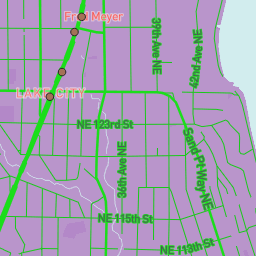 Fred Meyer
37th Ave NE
42nd Ave NE
LAKE CITY
NE 123rd St
Sand Pt Way NE
36th Ave NE
NE 115th St
NE 113th St